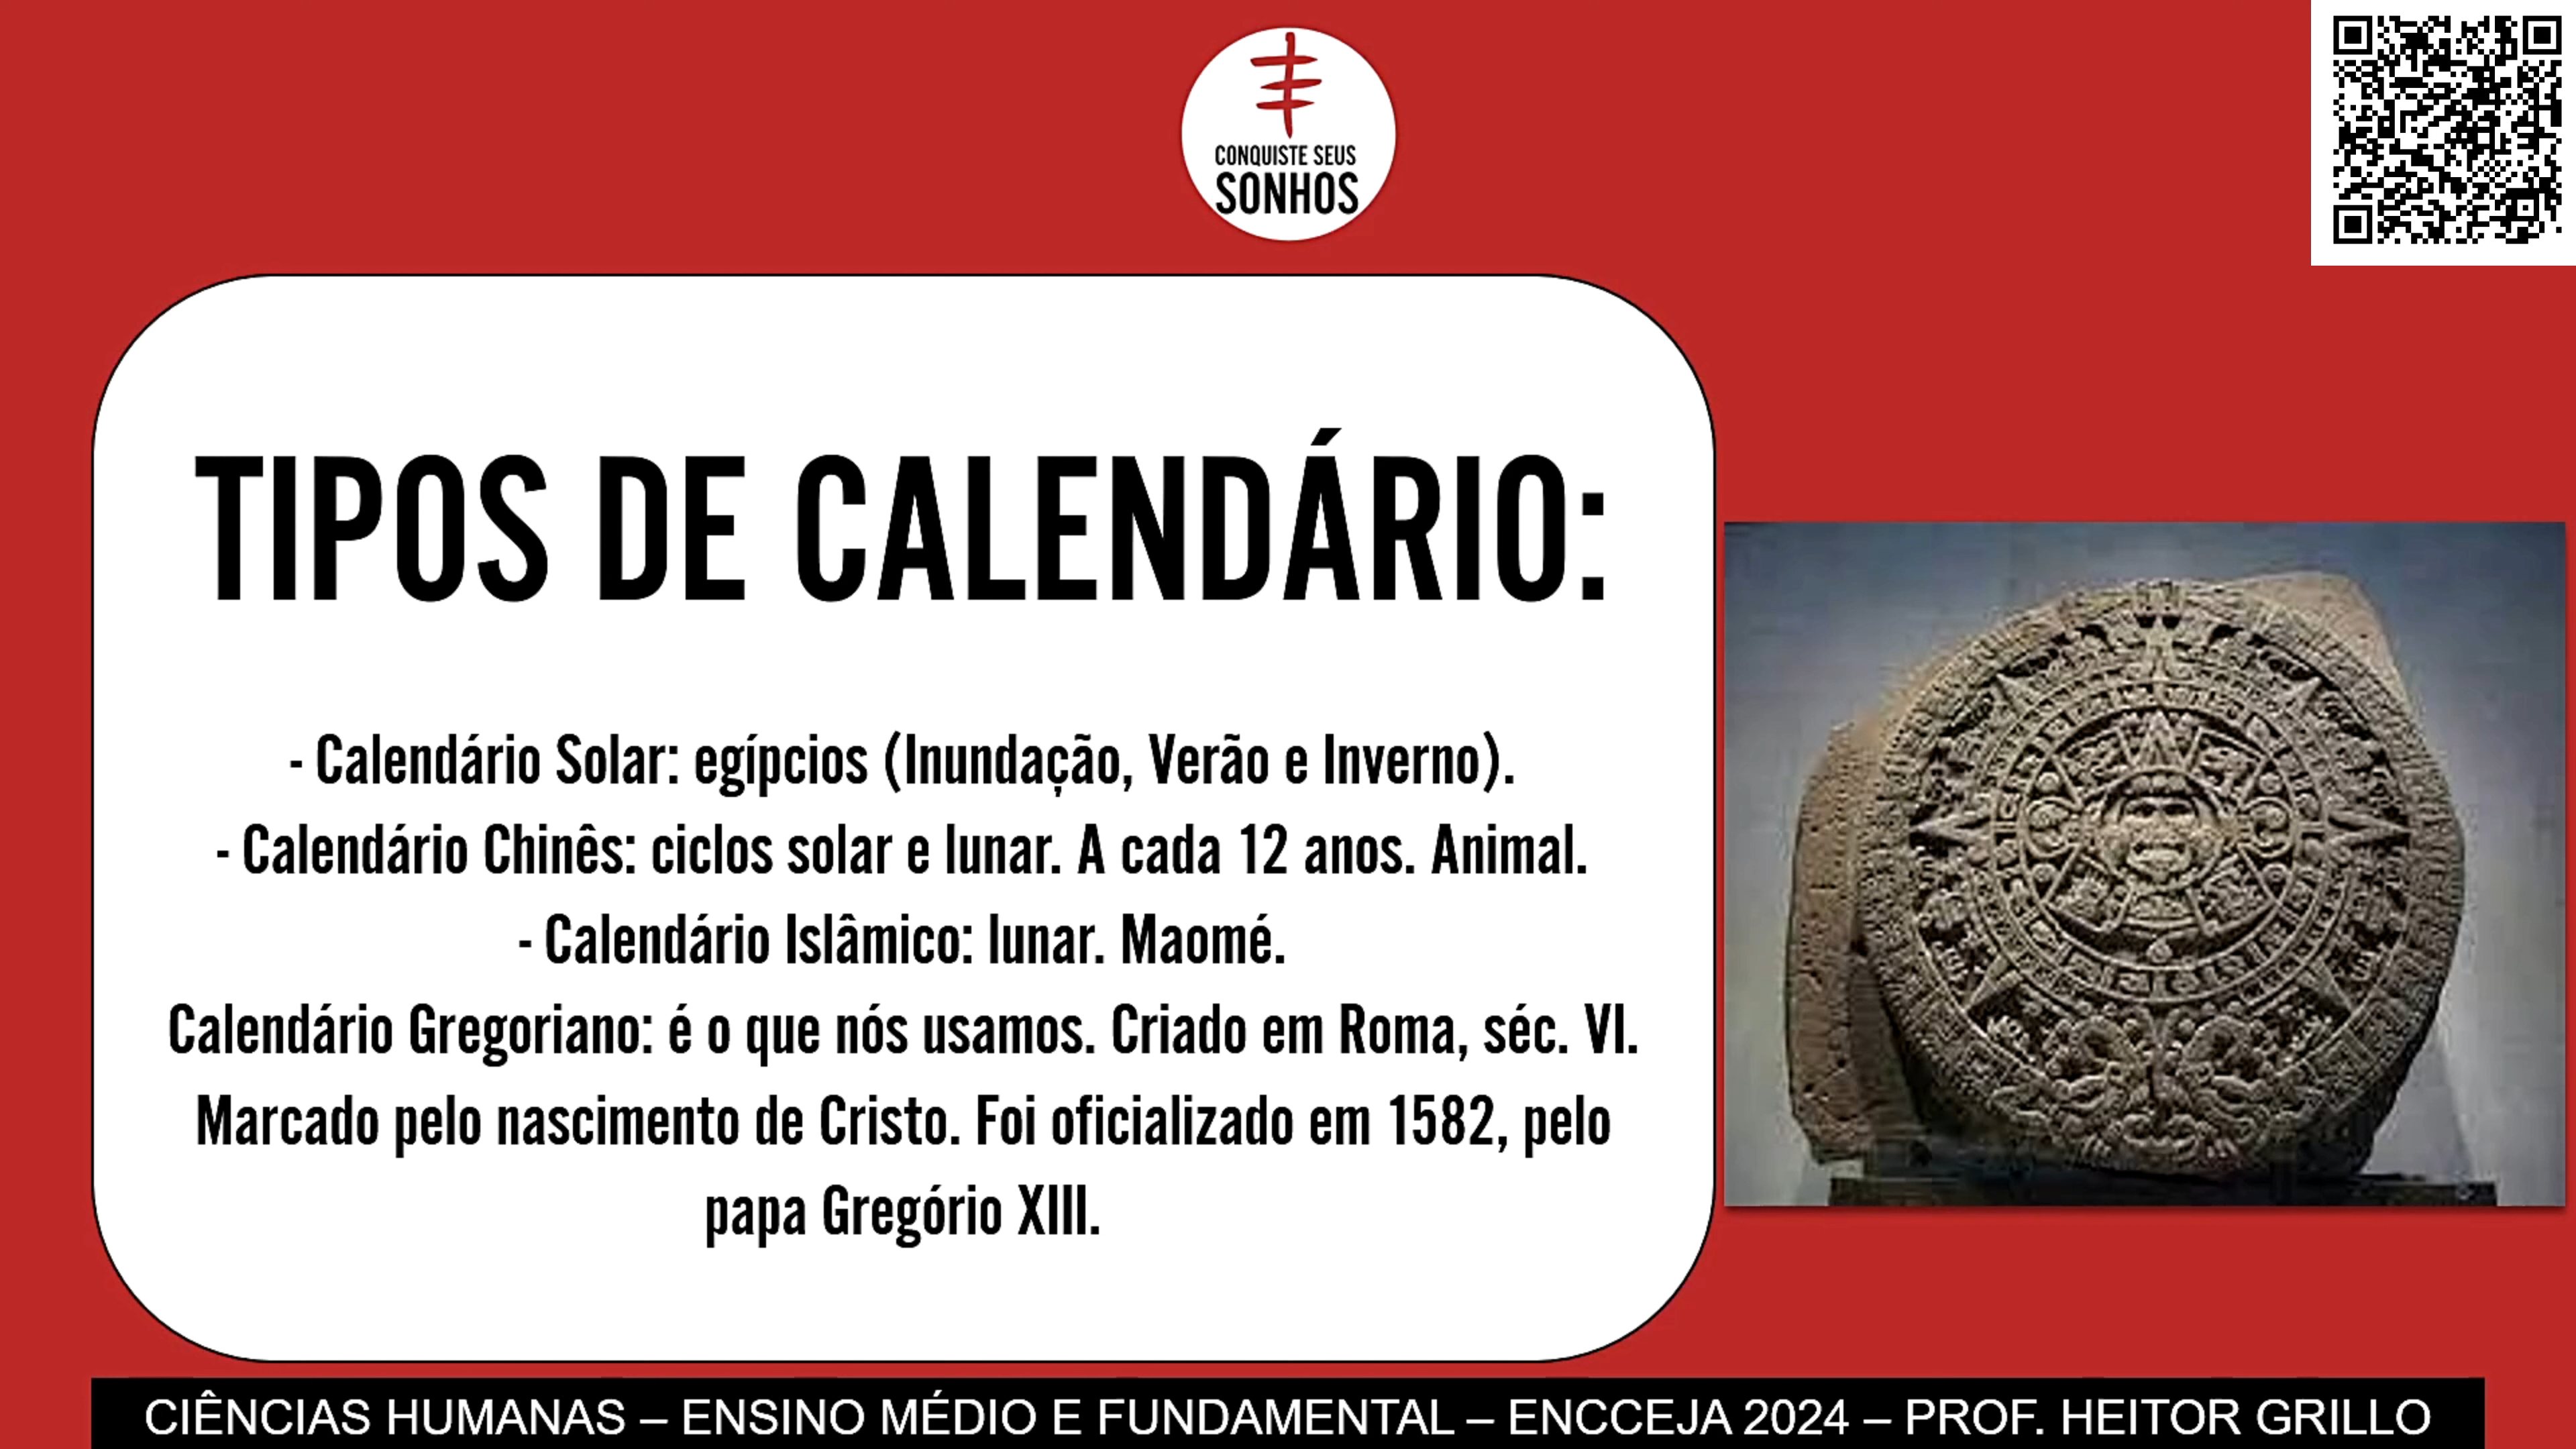 CONQUISTE SEUS
SONHOS
TIPOS DE CALENDÁRIO:
- Calendário Solar: egípcios (Inundação, Verão e Inverno).
- Calendário Chinês: ciclos solar e lunar. A cada 12 anos. Animal.
- Calendário Islâmico: lunar. Maomé.
Calendário Gregoriano: é o que nós usamos. Criado em Roma, séc. VI.
Marcado pelo nascimento de Cristo. Foi oficializado em 1582, pelo
papa Gregório XIII.
CIÊNCIAS HUMANAS – ENSINO MÉDIO E FUNDAMENTAL – ENCCEJA 2024 – PROF. HEITOR GRILLO